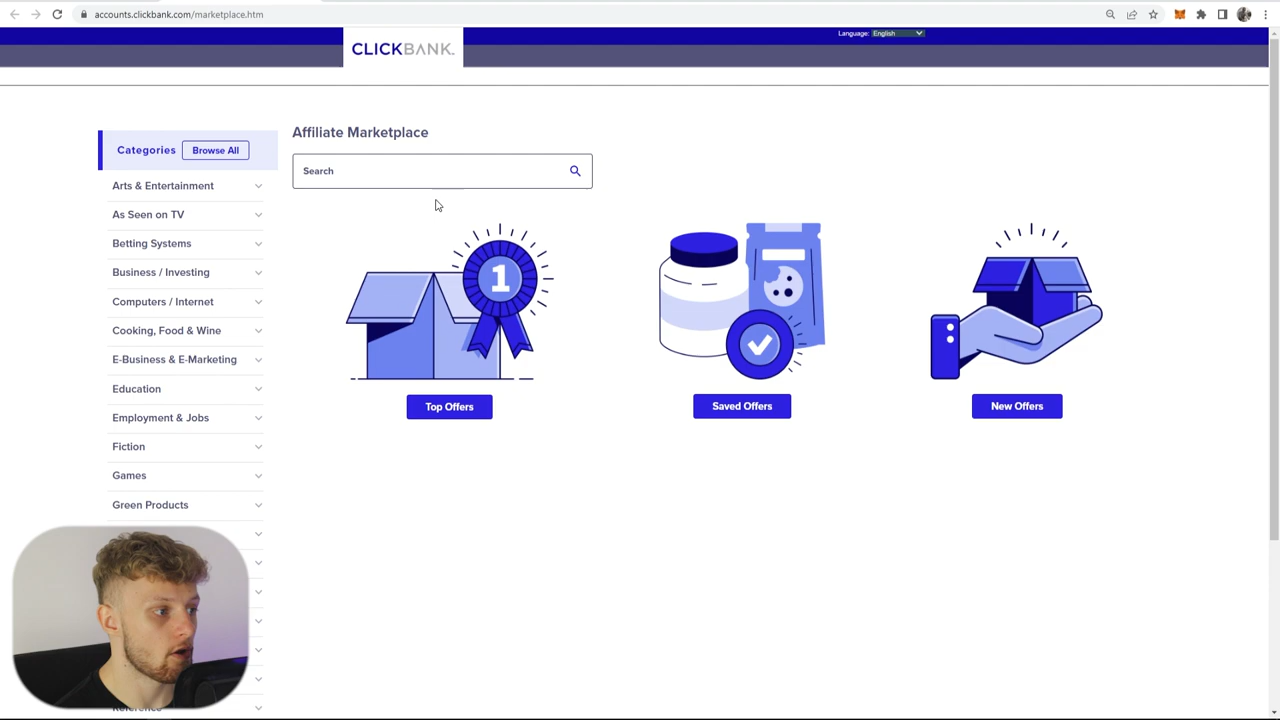 accounts.clickbank.com/marketplace.htm
Language: English
CLICKBANK.
Categories
Browse All
Arts & Entertainment
As Seen on TV
Betting Systems
Business / Investing
Computers / Internet
Cooking, Food & Wine
E-Business & E-Marketing
Education
Employment & Jobs
Fiction
Games
Green Products
Reference
Affiliate Marketplace
Search
1
Top Offers
Saved Offers
New Offers